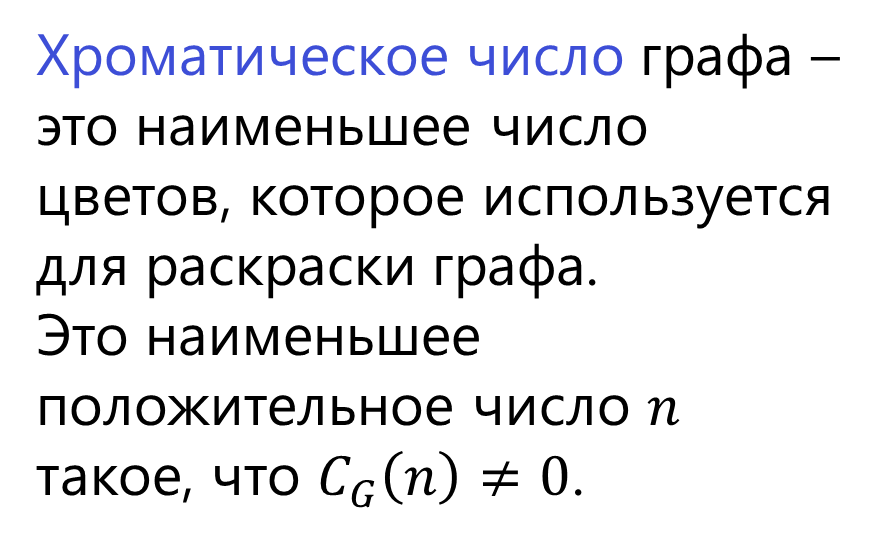 Хроматическое число графа –
это наименьшее число
цветов, которое используется
для раскраски графа.
Это наименьшее
положительное число n
такое, что C_G(n) ≠ 0.